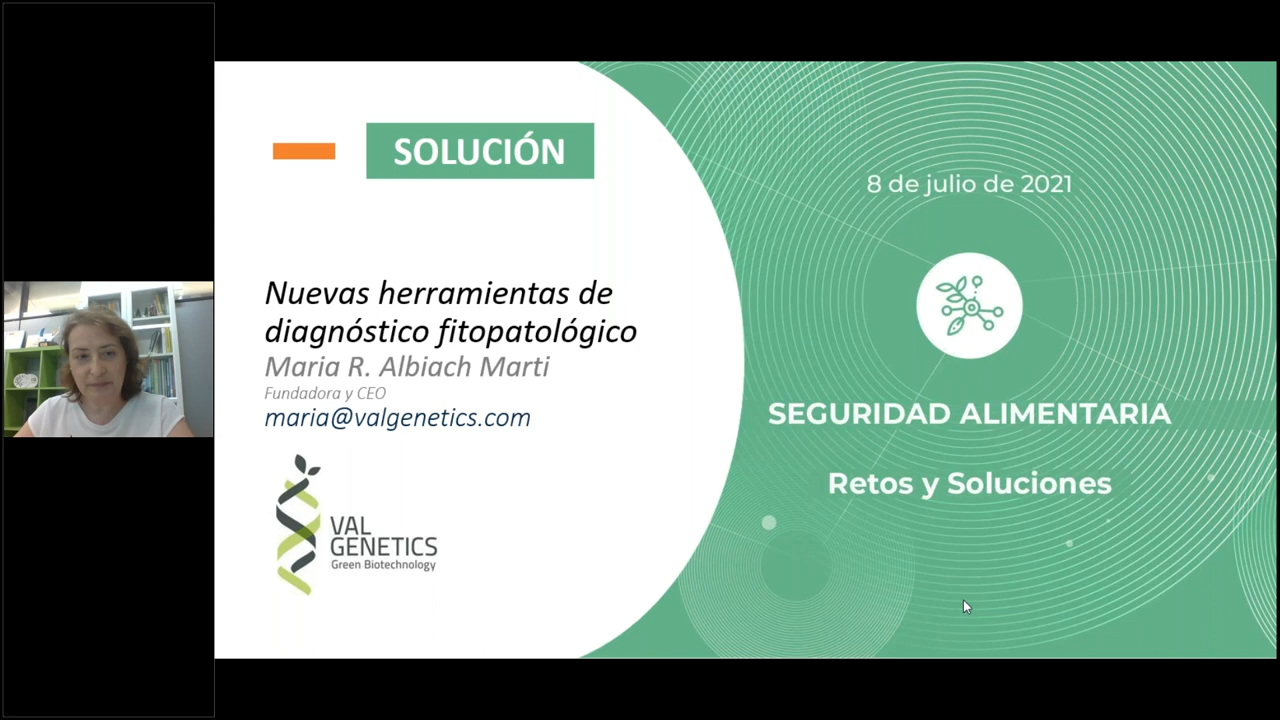 SOLUCIÓN
Nuevas herramientas de
diagnóstico fitopatológico
Maria R. Albiach Marti
Fundadora y CEO
maria@valgenetics.com
VAL
GENETICS
Green Biotechnology
8 de julio de 2021
SEGURIDAD ALIMENTARIA
Retos y Soluciones